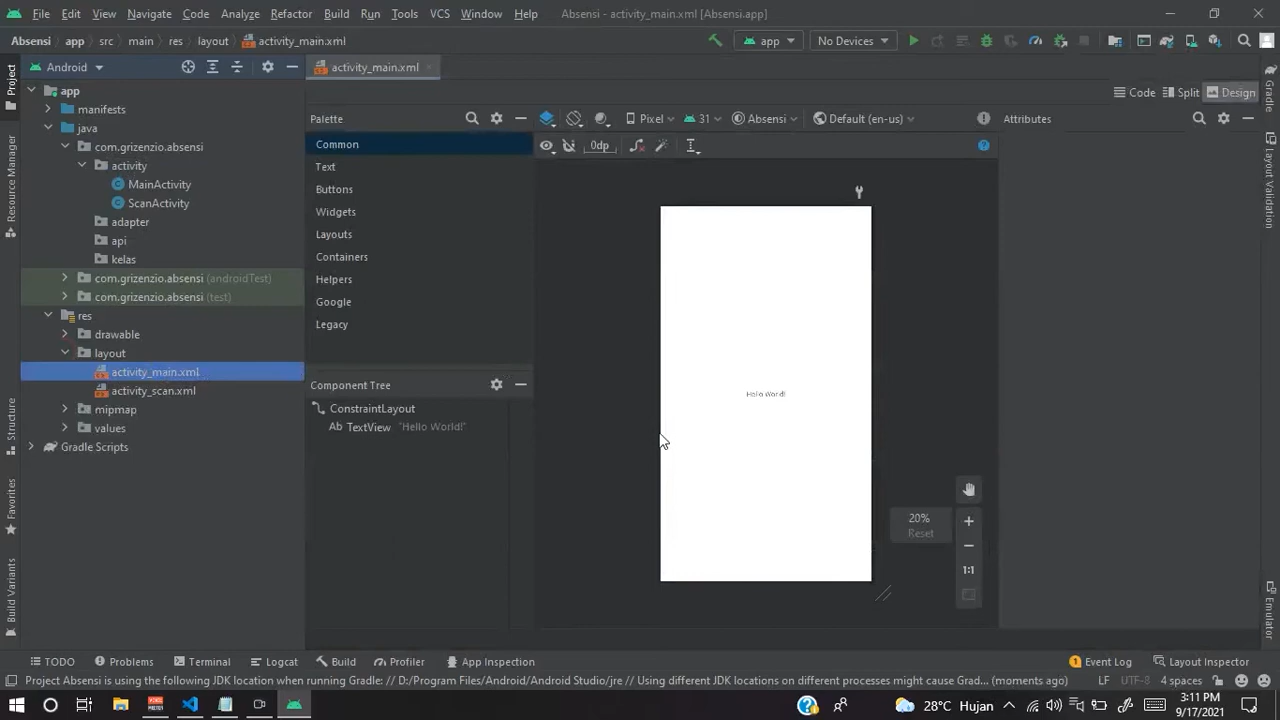 File Edit View Navigate Code Analyze Refactor Build Run Tools VCS Window Help Absensi - activity_main.xml [Absensi.app]
Absensi app src main res layout activity_main.xml app No Devices
Android activity_main.xml
Code Split Design
Project
Resource Manager
Structure
Favorites
Build Variants
app
manifests
java
com.grizenzio.absensi
activity
MainActivity
ScanActivity
adapter
api
kelas
com.grizenzio.absensi (androidTest)
com.grizenzio.absensi (test)
res
drawable
layout
activity_main.xml
activity_scan.xml
mipmap
values
Gradle Scripts
Palette
Common
Text
Buttons
Widgets
Layouts
Containers
Helpers
Google
Legacy
Component Tree
ConstraintLayout
Ab TextView "Hello World!"
Pixel 31 Absensi Default (en-us)
0dp
Hello World!
20%
Reset
1:1
Attributes
Gradle
Layout Validation
Emulator
TODO Problems Terminal Logcat Build Profiler App Inspection 1 Event Log Layout Inspector
Project Absensi is using the following JDK location when running Gradle: // D:/Program Files/Android/Android Studio/jre // Using different JDK locations on different processes might cause Grad... (moments ago) LF UTF-8 4 spaces
28°C Hujan 3:11 PM
9/17/2021